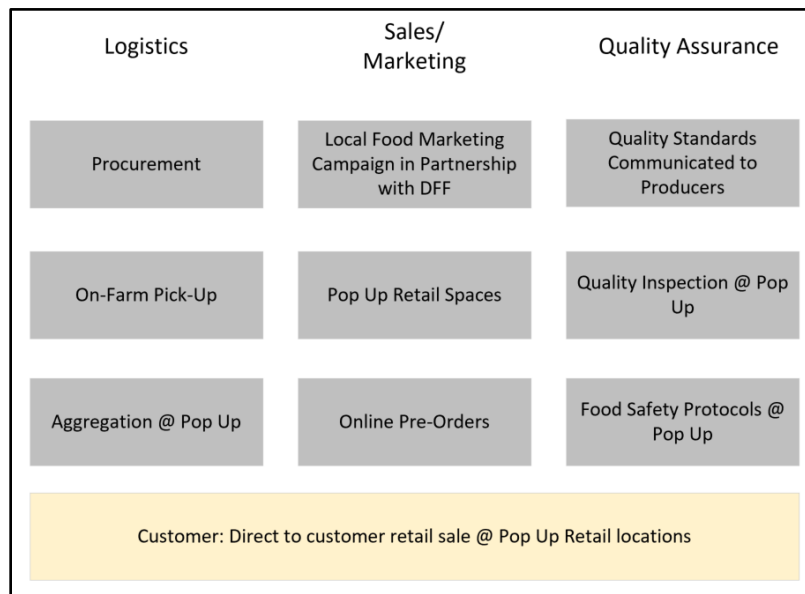 Logistics
Sales/
Marketing
Quality Assurance
Procurement
Local Food Marketing
Campaign in Partnership
with DFF
Quality Standards
Communicated to
Producers
On-Farm Pick-Up
Pop Up Retail Spaces
Quality Inspection @ Pop
Up
Aggregation @ Pop Up
Online Pre-Orders
Food Safety Protocols @
Pop Up
Customer: Direct to customer retail sale @ Pop Up Retail locations